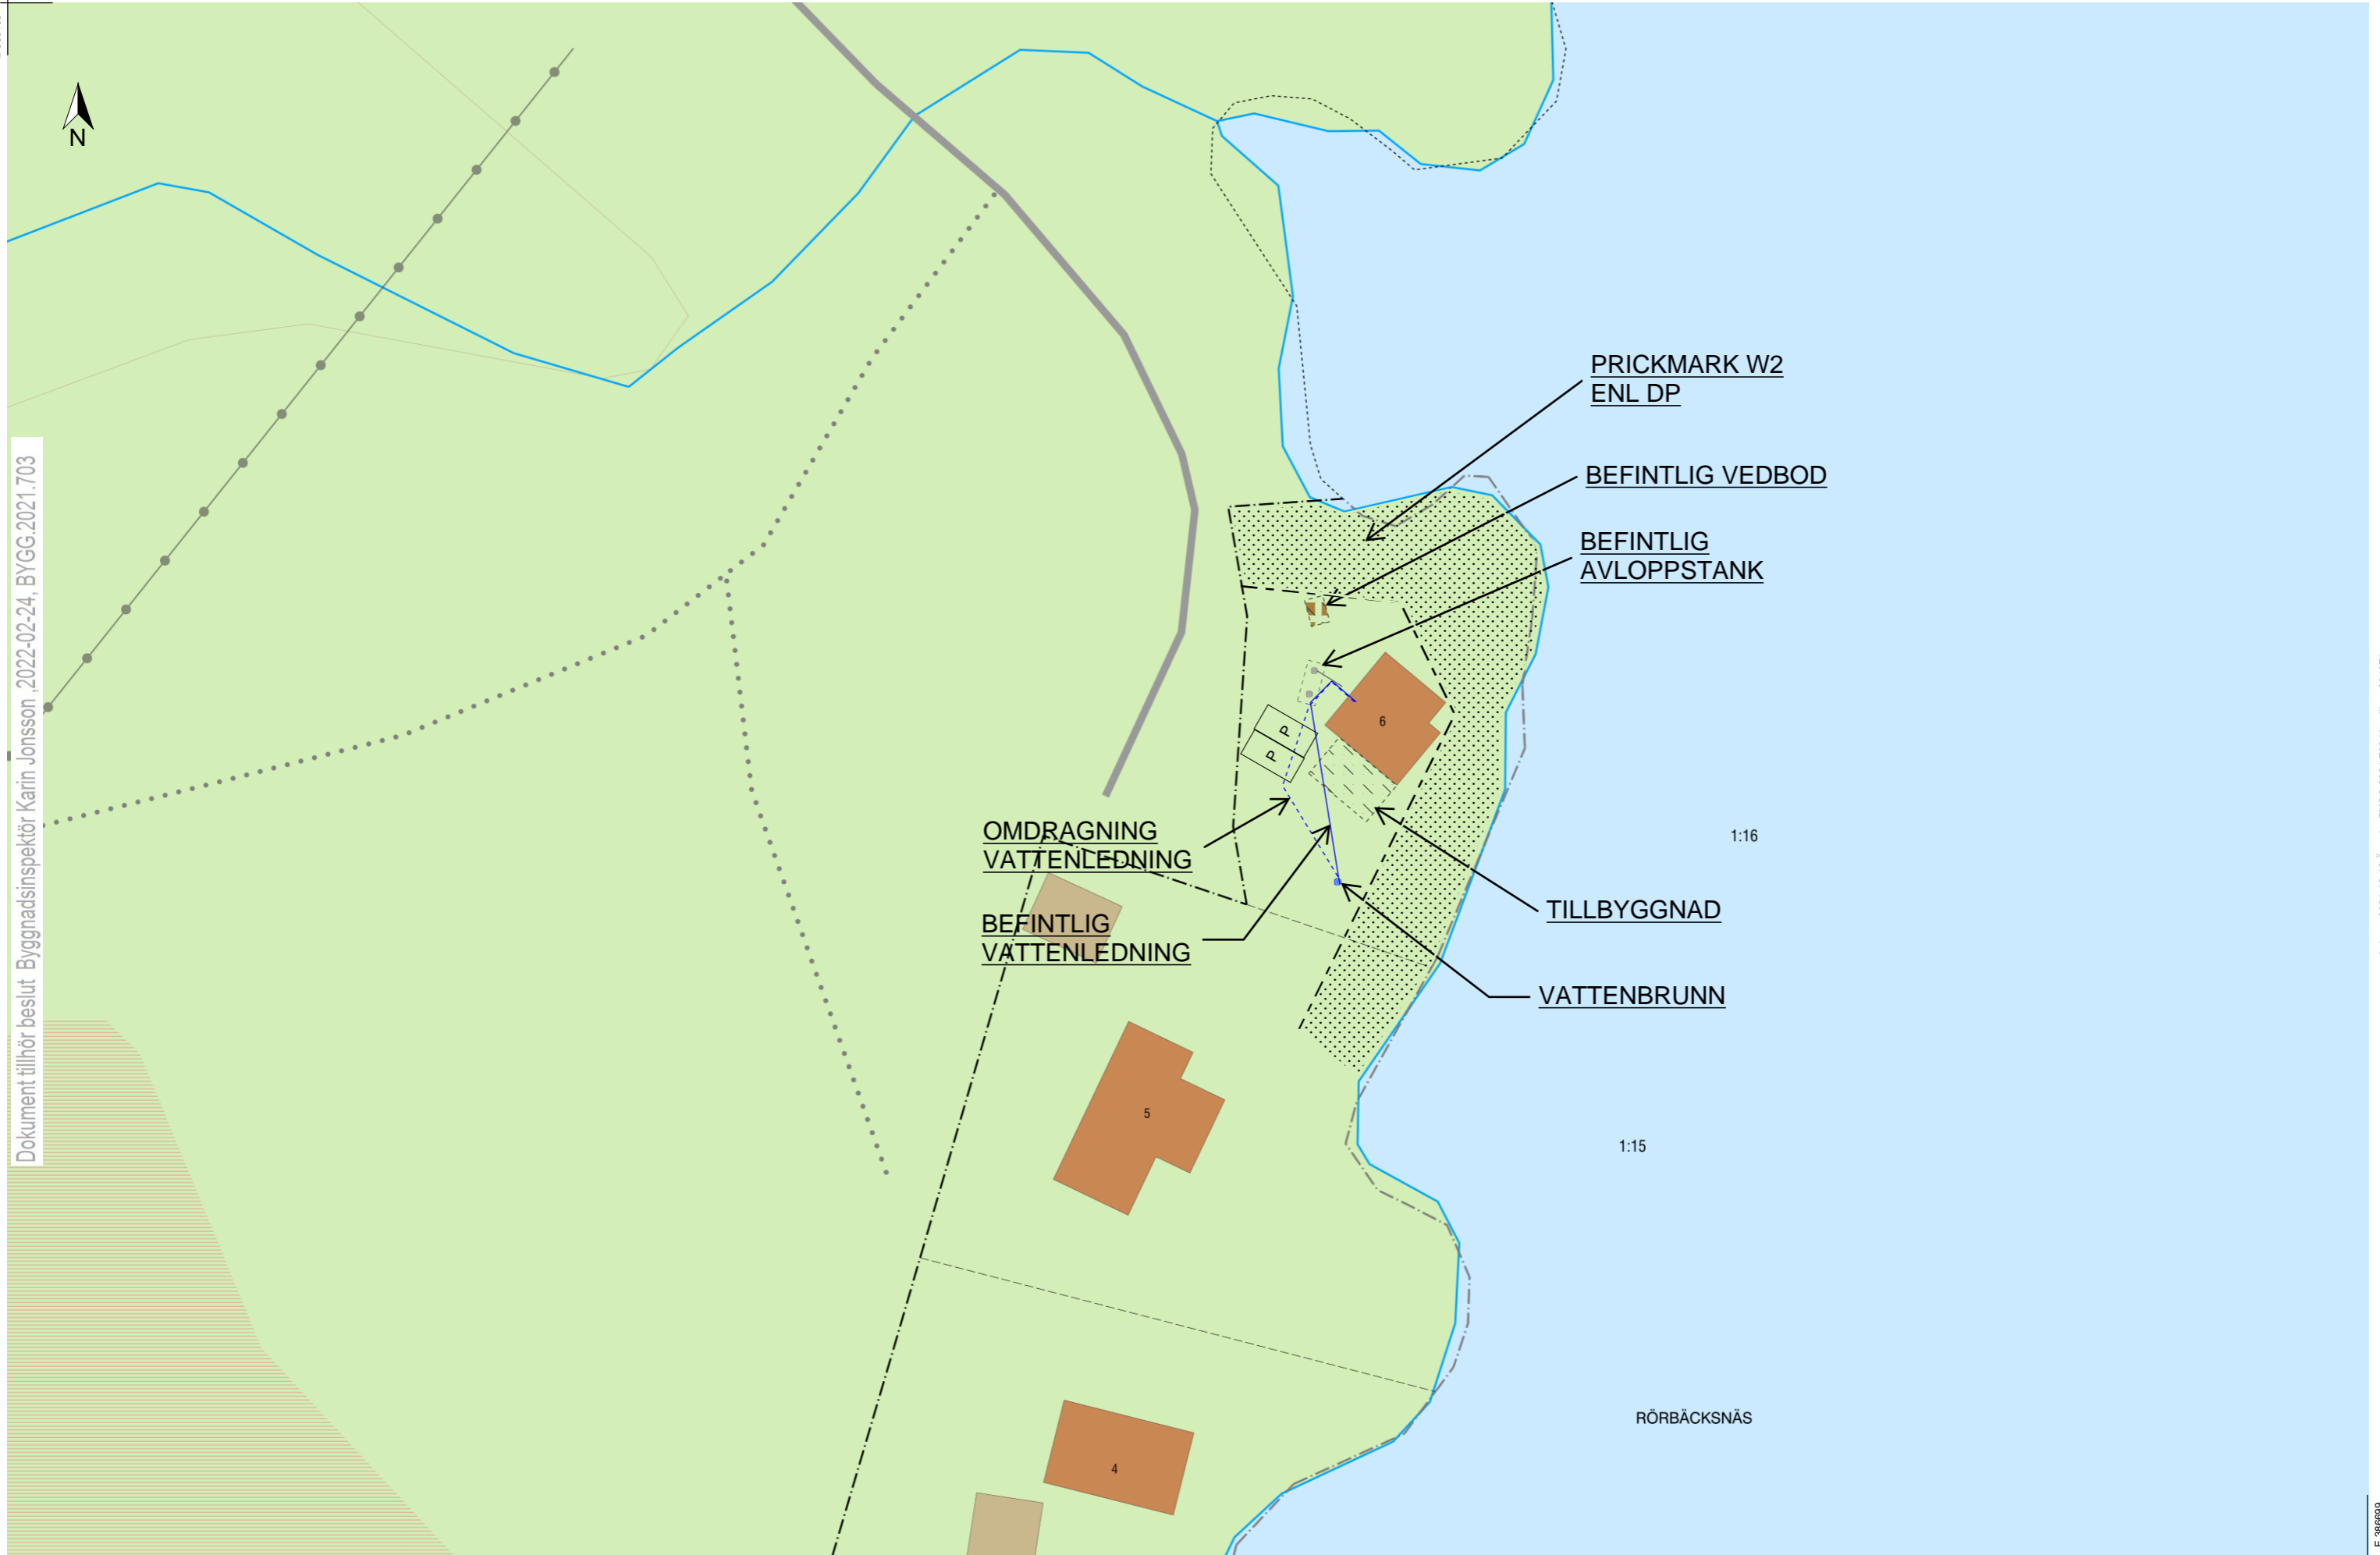 N
PRICKMARK W2
ENL DP
BEFINTLIG VEDBOD
BEFINTLIG
AVLOPPSTANK
6
P
P
OMDRAGNING
VATTENLEDNING
1:16
TILLBYGGNAD
BEFINTLIG
VATTENLEDNING
VATTENBRUNN
5
1:15
RÖRBÄCKSNÄS
4
Dokument tillhör beslut Byggnadsinspektör Karin Jonsson ,2022-02-24, BYGG.2021.703